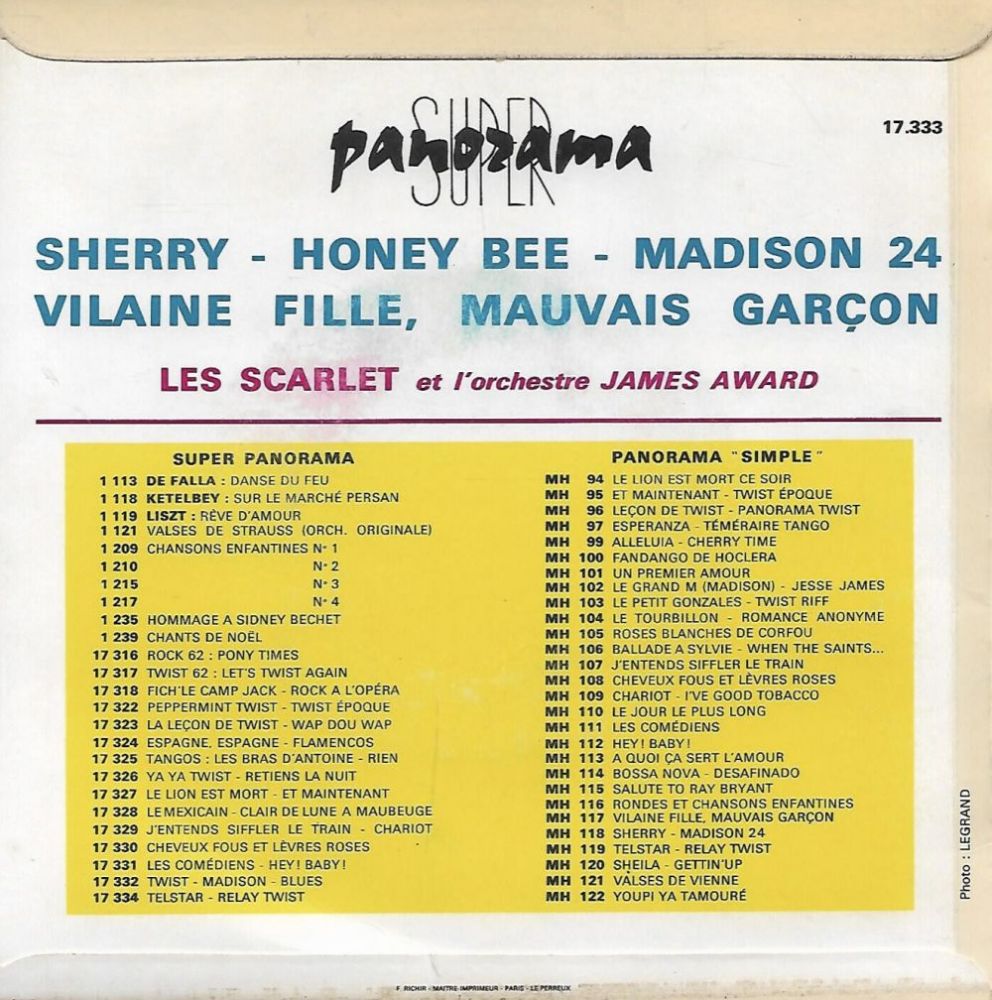 SUPER
panorama
SUPER
17.333
SHERRY - HONEY BEE - MADISON 24
VILAINE FILLE, MAUVAIS GARÇON
LES SCARLET et l'orchestre JAMES AWARD
SUPER PANORAMA
1 113 DE FALLA : DANSE DU FEU
1 118 KETELBEY : SUR LE MARCHÉ PERSAN
1 119 LISZT : RÊVE D'AMOUR
1 121 VALSES DE STRAUSS (ORCH. ORIGINALE)
1 209 CHANSONS ENFANTINES N° 1
1 210 N° 2
1 215 N° 3
1 217 N° 4
1 235 HOMMAGE A SIDNEY BECHET
1 239 CHANTS DE NOËL
17 316 ROCK 62 : PONY TIMES
17 317 TWIST 62 : LET'S TWIST AGAIN
17 318 FICH'LE CAMP JACK - ROCK A L'OPÉRA
17 322 PEPPERMINT TWIST - TWIST ÉPOQUE
17 323 LA LEÇON DE TWIST - WAP DOU WAP
17 324 ESPAGNE, ESPAGNE - FLAMENCOS
17 325 TANGOS : LES BRAS D'ANTOINE - RIEN
17 326 YA YA TWIST - RETIENS LA NUIT
17 327 LE LION EST MORT - ET MAINTENANT
17 328 LE MEXICAIN - CLAIR DE LUNE A MAUBEUGE
17 329 J'ENTENDS SIFFLER LE TRAIN - CHARIOT
17 330 CHEVEUX FOUS ET LÈVRES ROSES
17 331 LES COMÉDIENS - HEY! BABY!
17 332 TWIST - MADISON - BLUES
17 334 TELSTAR - RELAY TWIST
PANORAMA "SIMPLE"
MH 94 LE LION EST MORT CE SOIR
MH 95 ET MAINTENANT - TWIST ÉPOQUE
MH 96 LEÇON DE TWIST - PANORAMA TWIST
MH 97 ESPERANZA - TÉMÉRAIRE TANGO
MH 99 ALLELUIA - CHERRY TIME
MH 100 FANDANGO DE HOCLERA
MH 101 UN PREMIER AMOUR
MH 102 LE GRAND M (MADISON) - JESSE JAMES
MH 103 LE PETIT GONZALES - TWIST RIFF
MH 104 LE TOURBILLON - ROMANCE ANONYME
MH 105 ROSES BLANCHES DE CORFOU
MH 106 BALLADE A SYLVIE - WHEN THE SAINTS...
MH 107 J'ENTENDS SIFFLER LE TRAIN
MH 108 CHEVEUX FOUS ET LÈVRES ROSES
MH 109 CHARIOT - I'VE GOOD TOBACCO
MH 110 LE JOUR LE PLUS LONG
MH 111 LES COMÉDIENS
MH 112 HEY! BABY!
MH 113 A QUOI ÇA SERT L'AMOUR
MH 114 BOSSA NOVA - DESAFINADO
MH 115 SALUTE TO RAY BRYANT
MH 116 RONDES ET CHANSONS ENFANTINES
MH 117 VILAINE FILLE, MAUVAIS GARÇON
MH 118 SHERRY - MADISON 24
MH 119 TELSTAR - RELAY TWIST
MH 120 SHEILA - GETTIN'UP
MH 121 VALSES DE VIENNE
MH 122 YOUPI YA TAMOURÉ
Photo : LEGRAND
F. RICHIR - MAITRE-IMPRIMEUR - PARIS - LE PERREUX